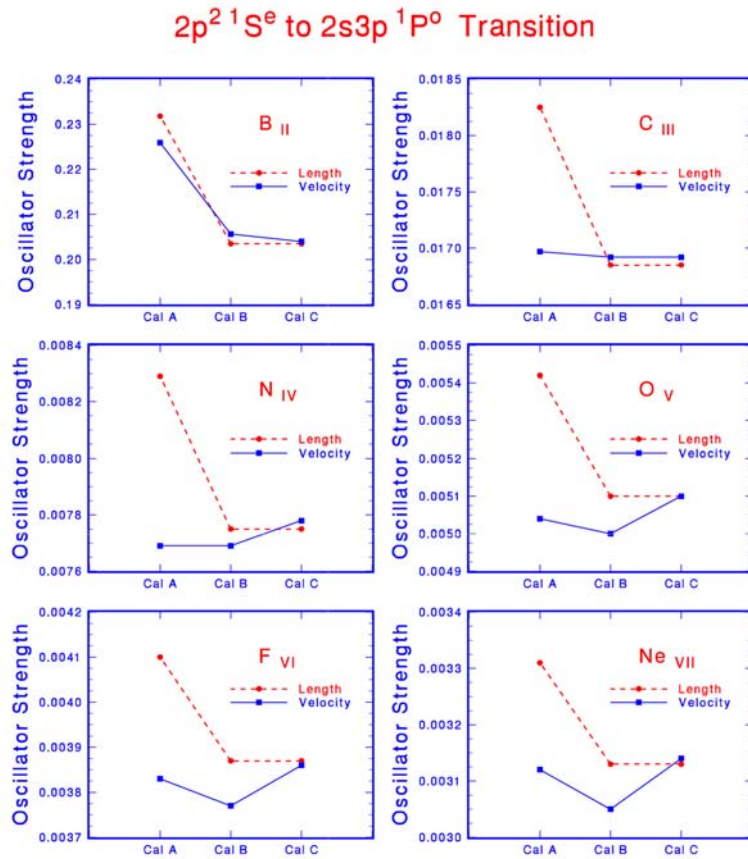 2p² ¹Sᵉ to 2s3p ¹Pᵒ Transition
Oscillator Strength
0.24
0.23
0.22
0.21
0.20
0.19
B II
Length
Velocity
Cal A Cal B Cal C
Oscillator Strength
0.0185
0.0180
0.0175
0.0170
0.0165
C III
Length
Velocity
Cal A Cal B Cal C
Oscillator Strength
0.0084
0.0082
0.0080
0.0078
0.0076
N IV
Length
Velocity
Cal A Cal B Cal C
Oscillator Strength
0.0055
0.0054
0.0053
0.0052
0.0051
0.0050
0.0049
O V
Length
Velocity
Cal A Cal B Cal C
Oscillator Strength
0.0042
0.0041
0.0040
0.0039
0.0038
0.0037
F VI
Length
Velocity
Cal A Cal B Cal C
Oscillator Strength
0.0034
0.0033
0.0032
0.0031
0.0030
Ne VII
Length
Velocity
Cal A Cal B Cal C